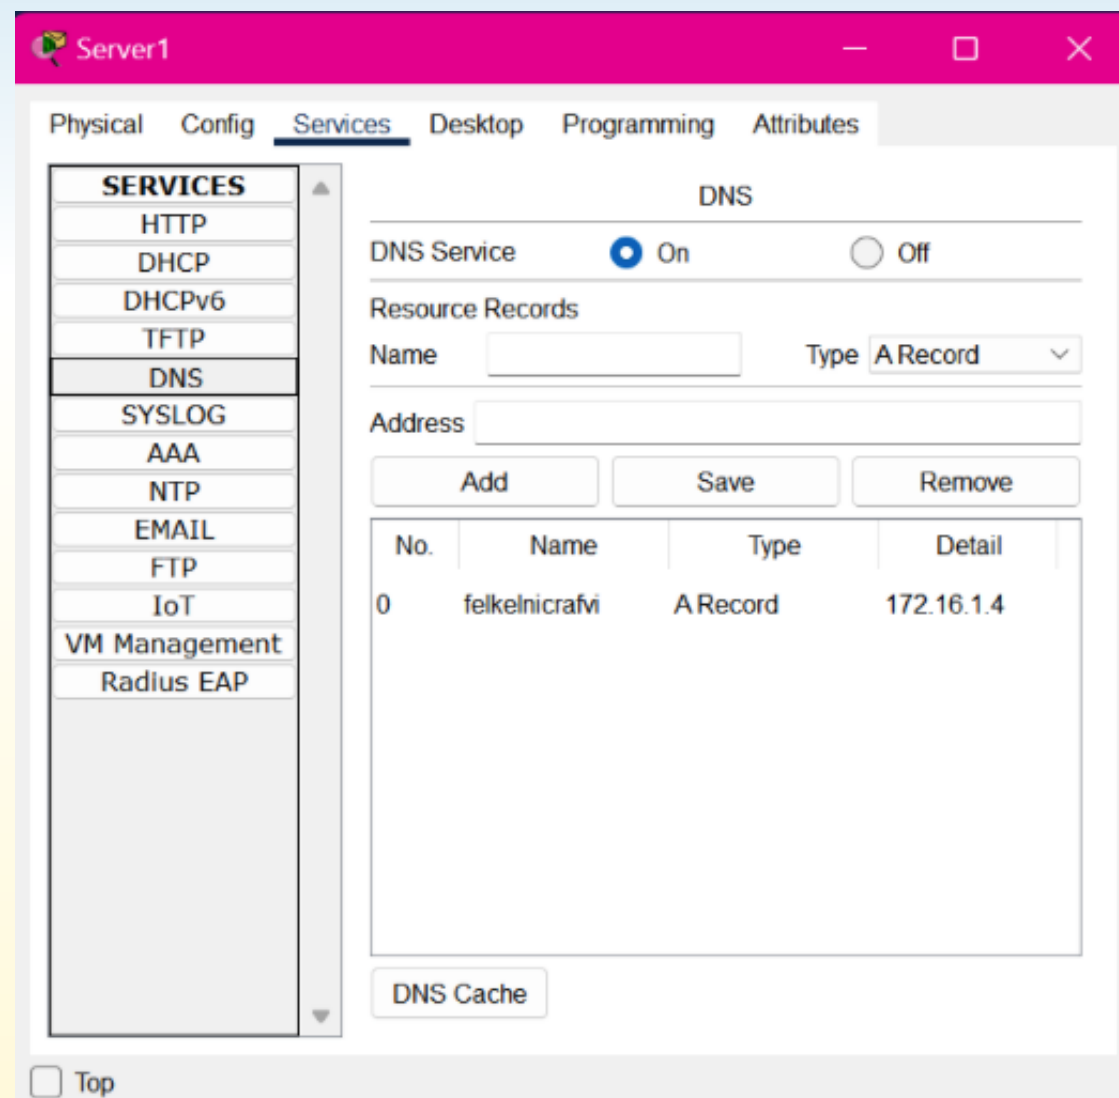 Server1
Physical Config Services Desktop Programming Attributes
SERVICES
HTTP
DHCP
DHCPv6
TFTP
DNS
SYSLOG
AAA
NTP
EMAIL
FTP
IoT
VM Management
Radius EAP
DNS
DNS Service On Off
Resource Records
Name Type A Record
Address
Add Save Remove
No. Name Type Detail
0 felkelnicrafvi A Record 172.16.1.4
DNS Cache
Top